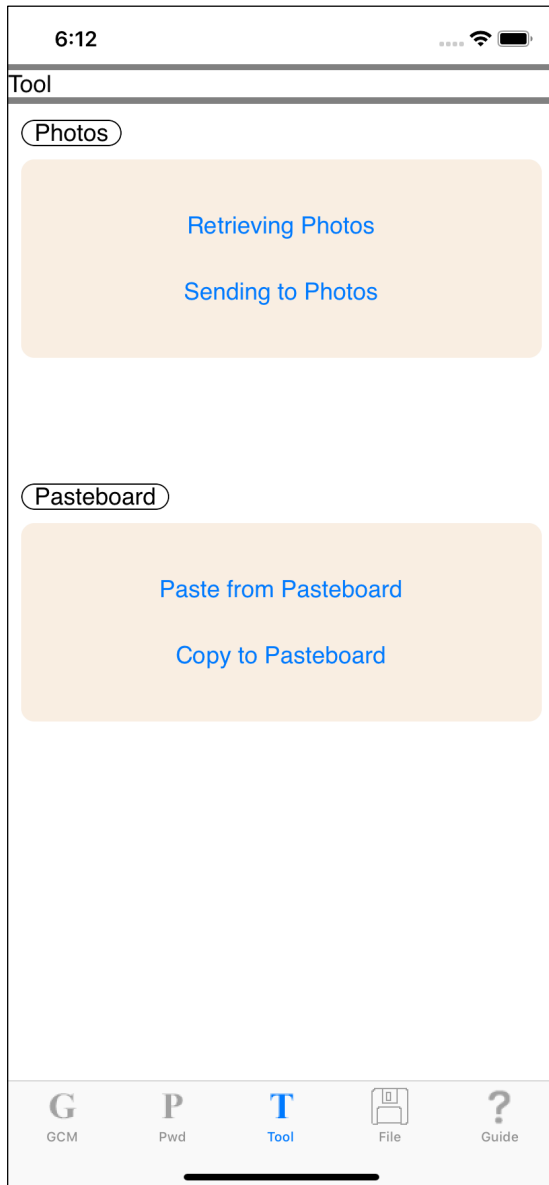 6:12
Tool
Photos
Retrieving Photos
Sending to Photos
Pasteboard
Paste from Pasteboard
Copy to Pasteboard
G P T ?
GCM Pwd Tool File Guide